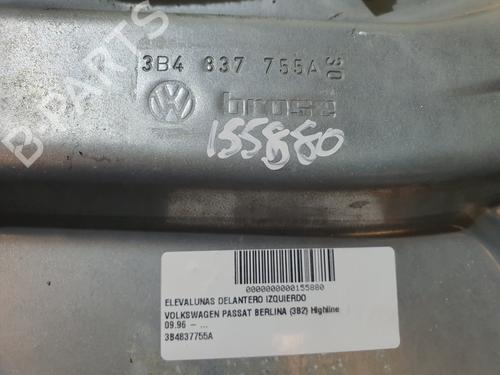 B-PARTS
3B4 837 755A 30
VW brose
155880
0000000000155880
ELEVALUNAS DELANTERO IZQUIERDO
VOLKSWAGEN PASSAT BERLINA (3B2) Highline
09.96 - ...
3B4837755A